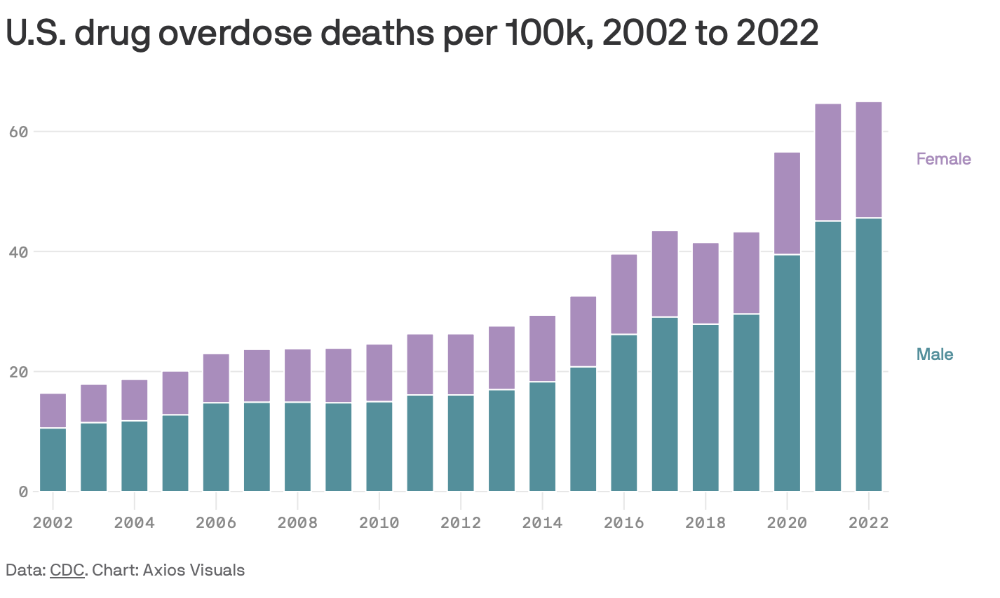 U.S. drug overdose deaths per 100k, 2002 to 2022
60
Female
40
Male
20
0
2002 2004 2006 2008 2010 2012 2014 2016 2018 2020 2022
Data: CDC. Chart: Axios Visuals